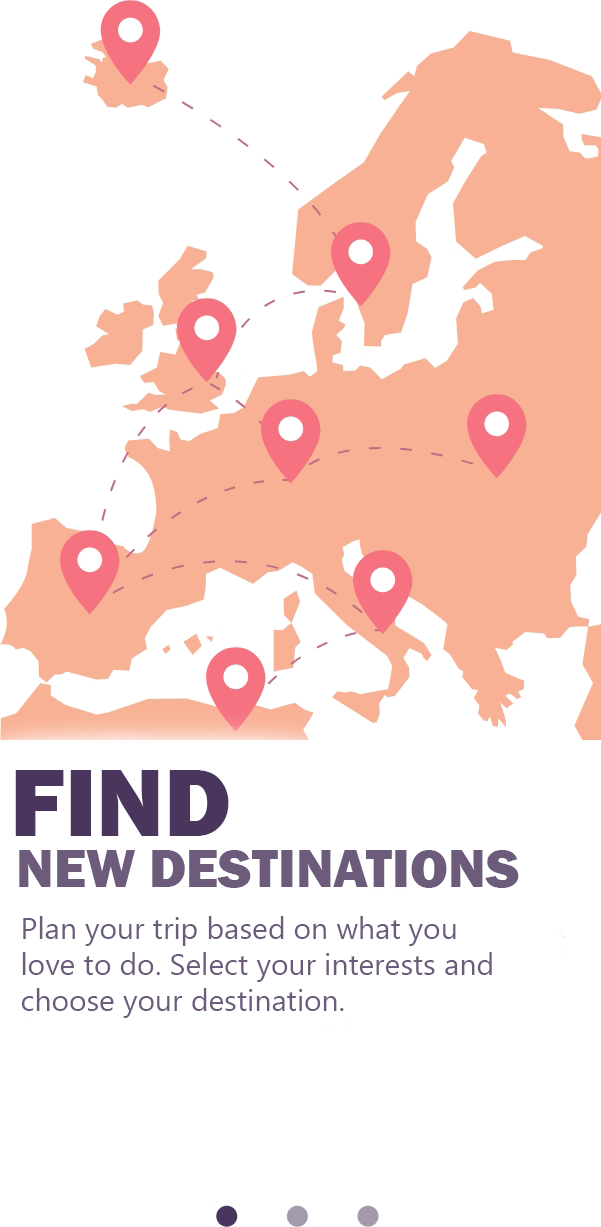 FIND
NEW DESTINATIONS
Plan your trip based on what you
love to do. Select your interests and
choose your destination.